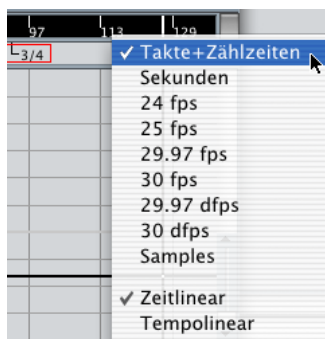 97 113 129
3/4
Takte+Zählzeiten
Sekunden
24 fps
25 fps
29.97 fps
30 fps
29.97 dfps
30 dfps
Samples
Zeitlinear
Tempolinear